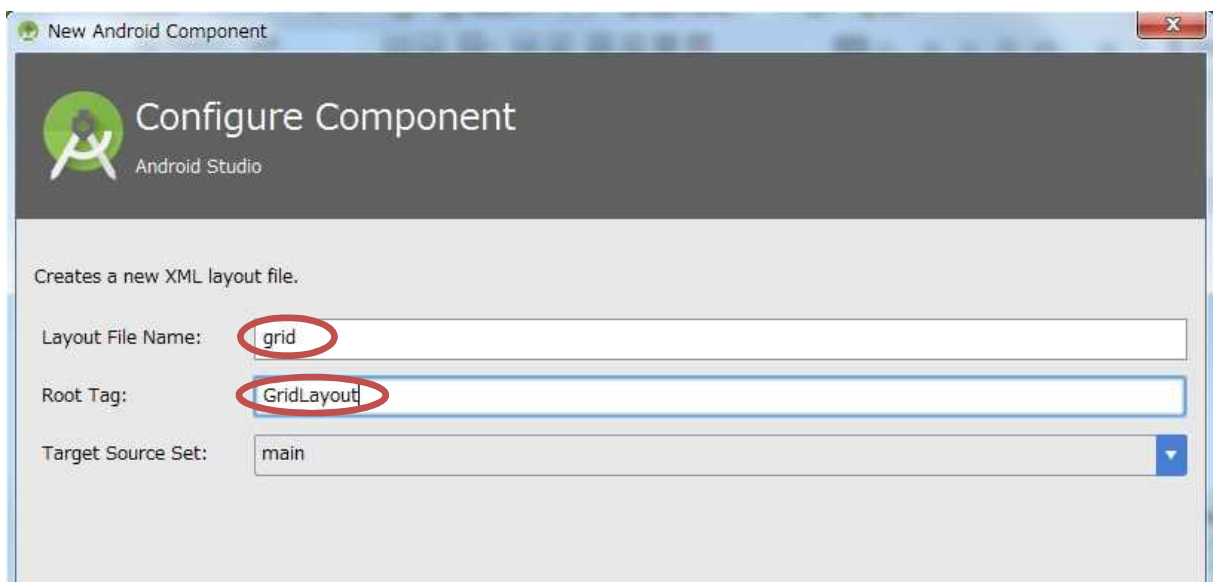 New Android Component
Configure Component
Android Studio
Creates a new XML layout file.
Layout File Name: grid
Root Tag: GridLayout
Target Source Set: main